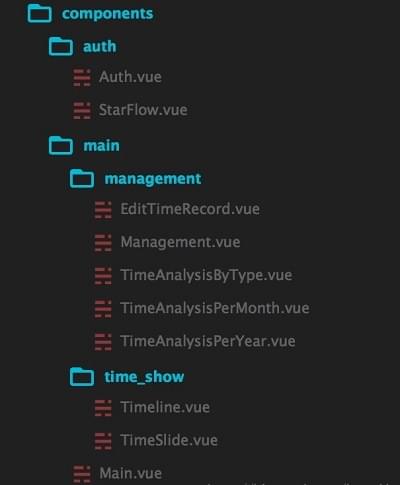 components
auth
Auth.vue
StarFlow.vue
main
management
EditTimeRecord.vue
Management.vue
TimeAnalysisByType.vue
TimeAnalysisPerMonth.vue
TimeAnalysisPerYear.vue
time_show
Timeline.vue
TimeSlide.vue
Main.vue